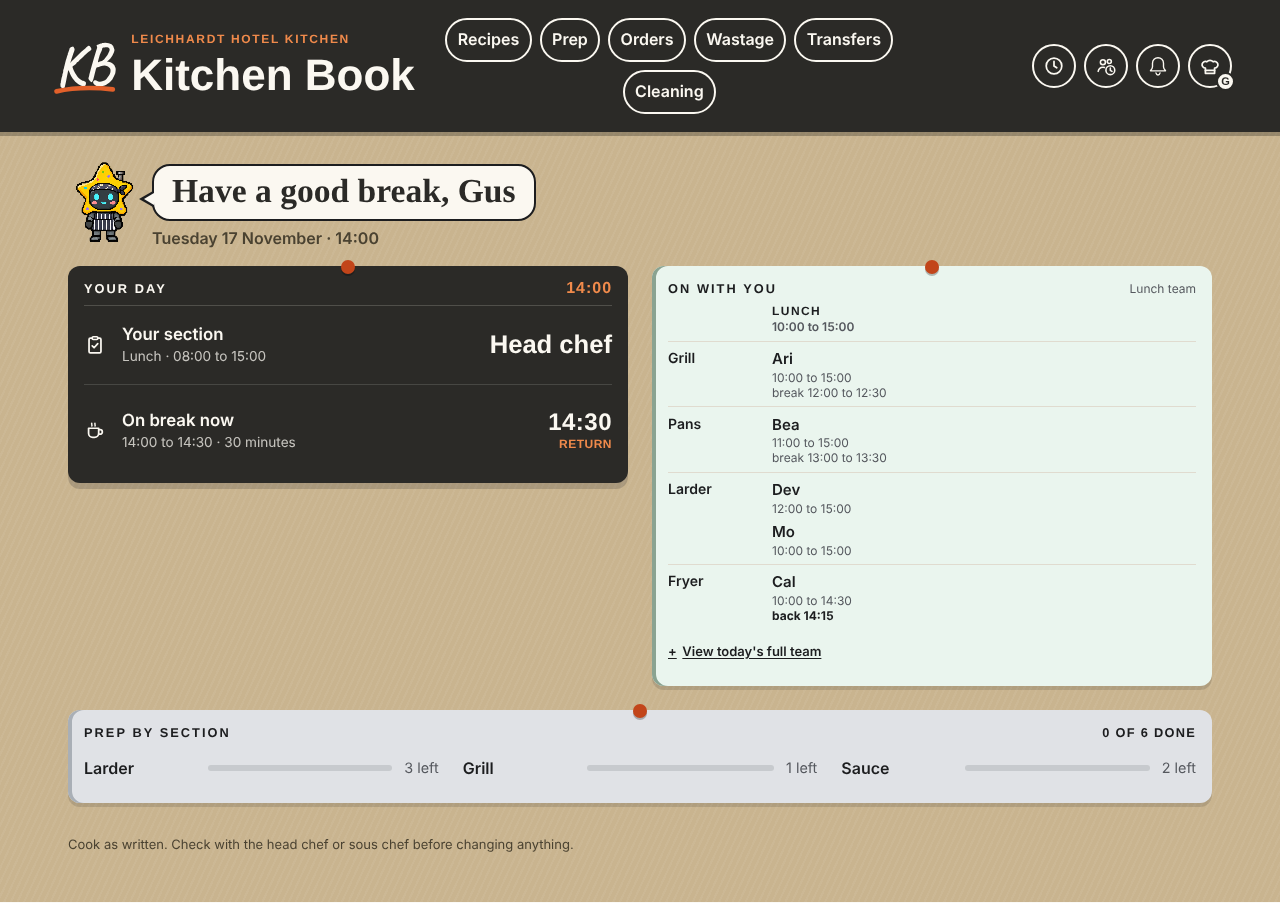 KB
LEICHHARDT HOTEL KITCHEN
Kitchen Book
Recipes
Prep
Orders
Wastage
Transfers
Cleaning
G
Have a good break, Gus
Tuesday 17 November · 14:00
YOUR DAY
14:00
Your section
Lunch · 08:00 to 15:00
Head chef
On break now
14:00 to 14:30 · 30 minutes
14:30
RETURN
ON WITH YOU
Lunch team
LUNCH
10:00 to 15:00
Grill
Ari
10:00 to 15:00
break 12:00 to 12:30
Pans
Bea
11:00 to 15:00
break 13:00 to 13:30
Larder
Dev
12:00 to 15:00
Mo
10:00 to 15:00
Fryer
Cal
10:00 to 14:30
back 14:15
+ View today's full team
PREP BY SECTION
0 OF 6 DONE
Larder
3 left
Grill
1 left
Sauce
2 left
Cook as written. Check with the head chef or sous chef before changing anything.